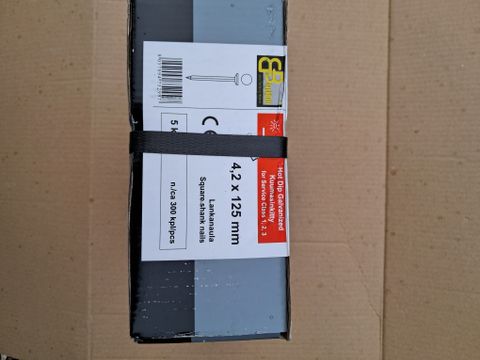 Hot Dip Galvanized
Kuumasinkitty
for Service Class 1, 2, 3
4,2 x 125 mm
Lankanaula
Square.shank nails
CE
5 k
n./ca 300 kpl/pcs